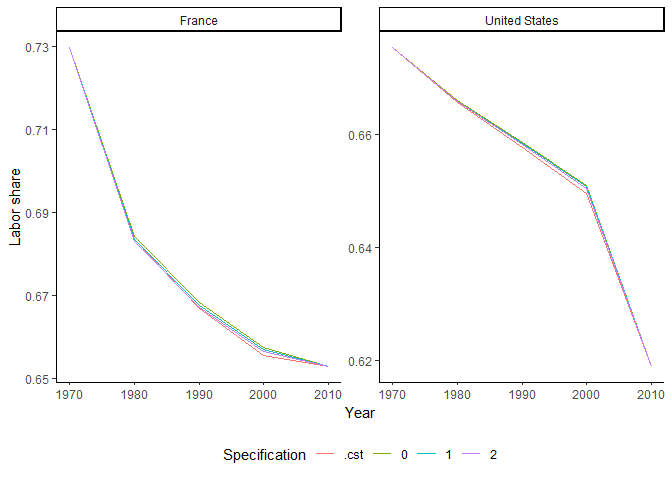 France
United States
Labor share
0.73
0.71
0.69
0.67
0.65
0.66
0.64
0.62
1970 1980 1990 2000 2010
1970 1980 1990 2000 2010
Year
Specification .cst 0 1 2